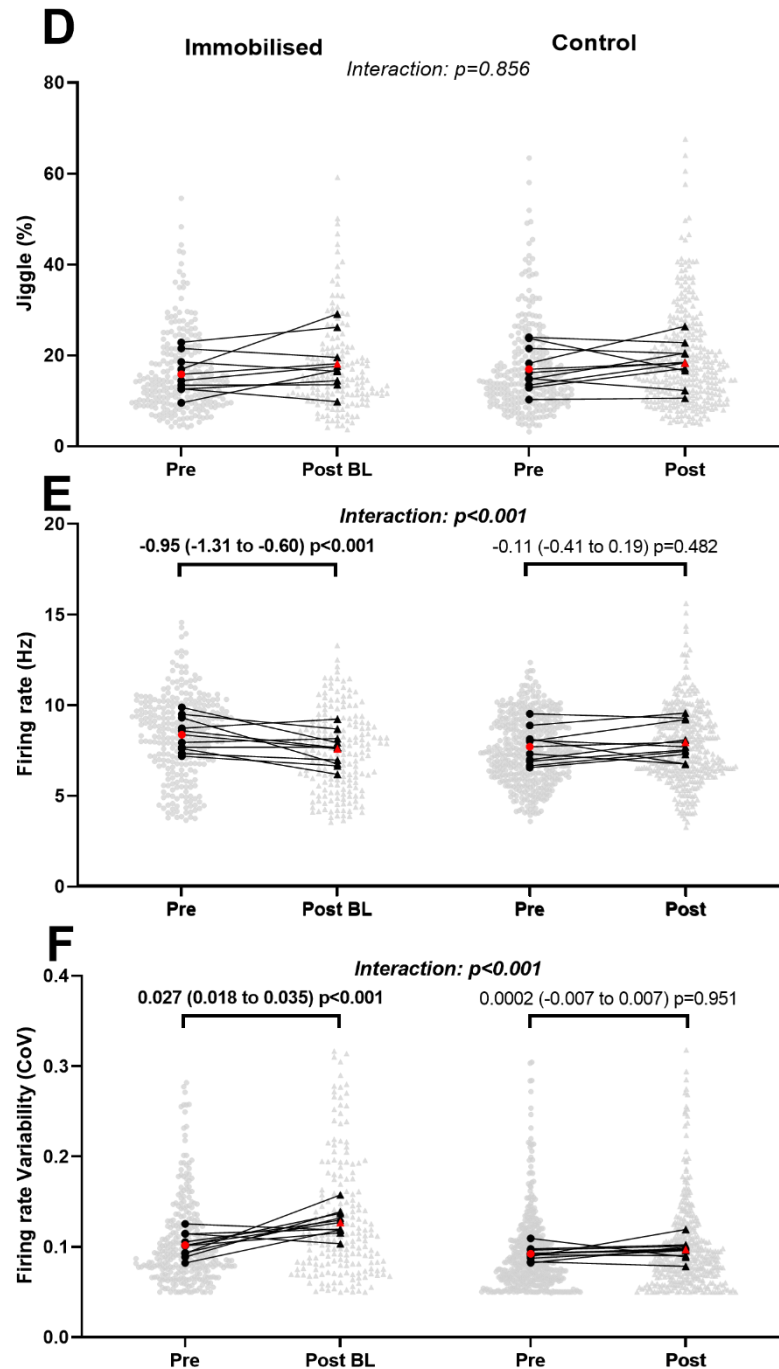 D
Immobilised Control
Interaction: p=0.856
80
60
40
20
0
Jiggle (%)
Pre Post BL Pre Post
E
Interaction: p<0.001
-0.95 (-1.31 to -0.60) p<0.001 -0.11 (-0.41 to 0.19) p=0.482
20
15
10
5
0
Firing rate (Hz)
Pre Post BL Pre Post
F
Interaction: p<0.001
0.027 (0.018 to 0.035) p<0.001 0.0002 (-0.007 to 0.007) p=0.951
0.4
0.3
0.2
0.1
0.0
Firing rate Variability (CoV)
Pre Post BL Pre Post